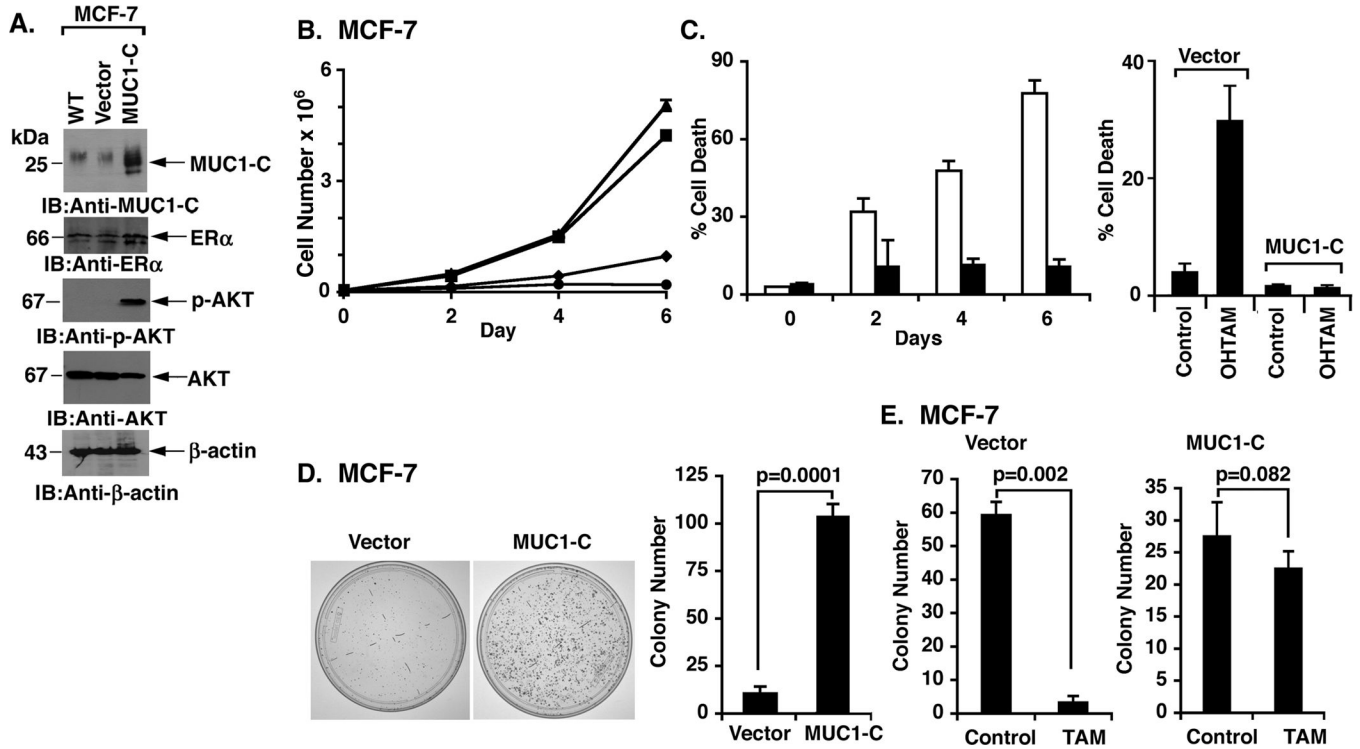 A.
MCF-7
WT
Vector
MUC1-C
kDa
25
MUC1-C
IB:Anti-MUC1-C
66
ERα
IB:Anti-ERα
67
p-AKT
IB:Anti-p-AKT
67
AKT
IB:Anti-AKT
43
β-actin
IB:Anti-β-actin
B. MCF-7
Cell Number x 10⁶
6
3
0
0 2 4 6
Day
C.
% Cell Death
90
60
30
0
0 2 4 6
Days
% Cell Death
40
20
0
Vector
MUC1-C
Control
OHTAM
Control
OHTAM
D. MCF-7
Vector
MUC1-C
Colony Number
125
100
75
50
25
0
p=0.0001
Vector MUC1-C
E. MCF-7
Vector
Colony Number
70
60
50
40
30
20
10
0
p=0.002
Control TAM
MUC1-C
Colony Number
35
30
25
20
15
10
5
0
p=0.082
Control TAM